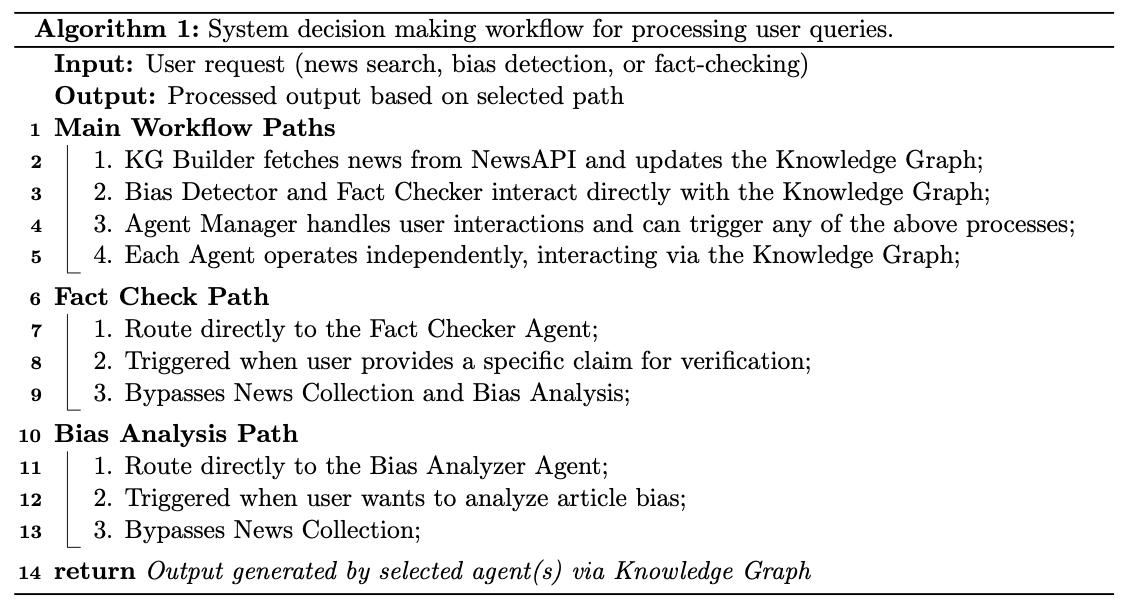 Algorithm 1: System decision making workflow for processing user queries.
Input: User request (news search, bias detection, or fact-checking)
Output: Processed output based on selected path
1 Main Workflow Paths
2 1. KG Builder fetches news from NewsAPI and updates the Knowledge Graph;
3 2. Bias Detector and Fact Checker interact directly with the Knowledge Graph;
4 3. Agent Manager handles user interactions and can trigger any of the above processes;
5 4. Each Agent operates independently, interacting via the Knowledge Graph;
6 Fact Check Path
7 1. Route directly to the Fact Checker Agent;
8 2. Triggered when user provides a specific claim for verification;
9 3. Bypasses News Collection and Bias Analysis;
10 Bias Analysis Path
11 1. Route directly to the Bias Analyzer Agent;
12 2. Triggered when user wants to analyze article bias;
13 3. Bypasses News Collection;
14 return Output generated by selected agent(s) via Knowledge Graph